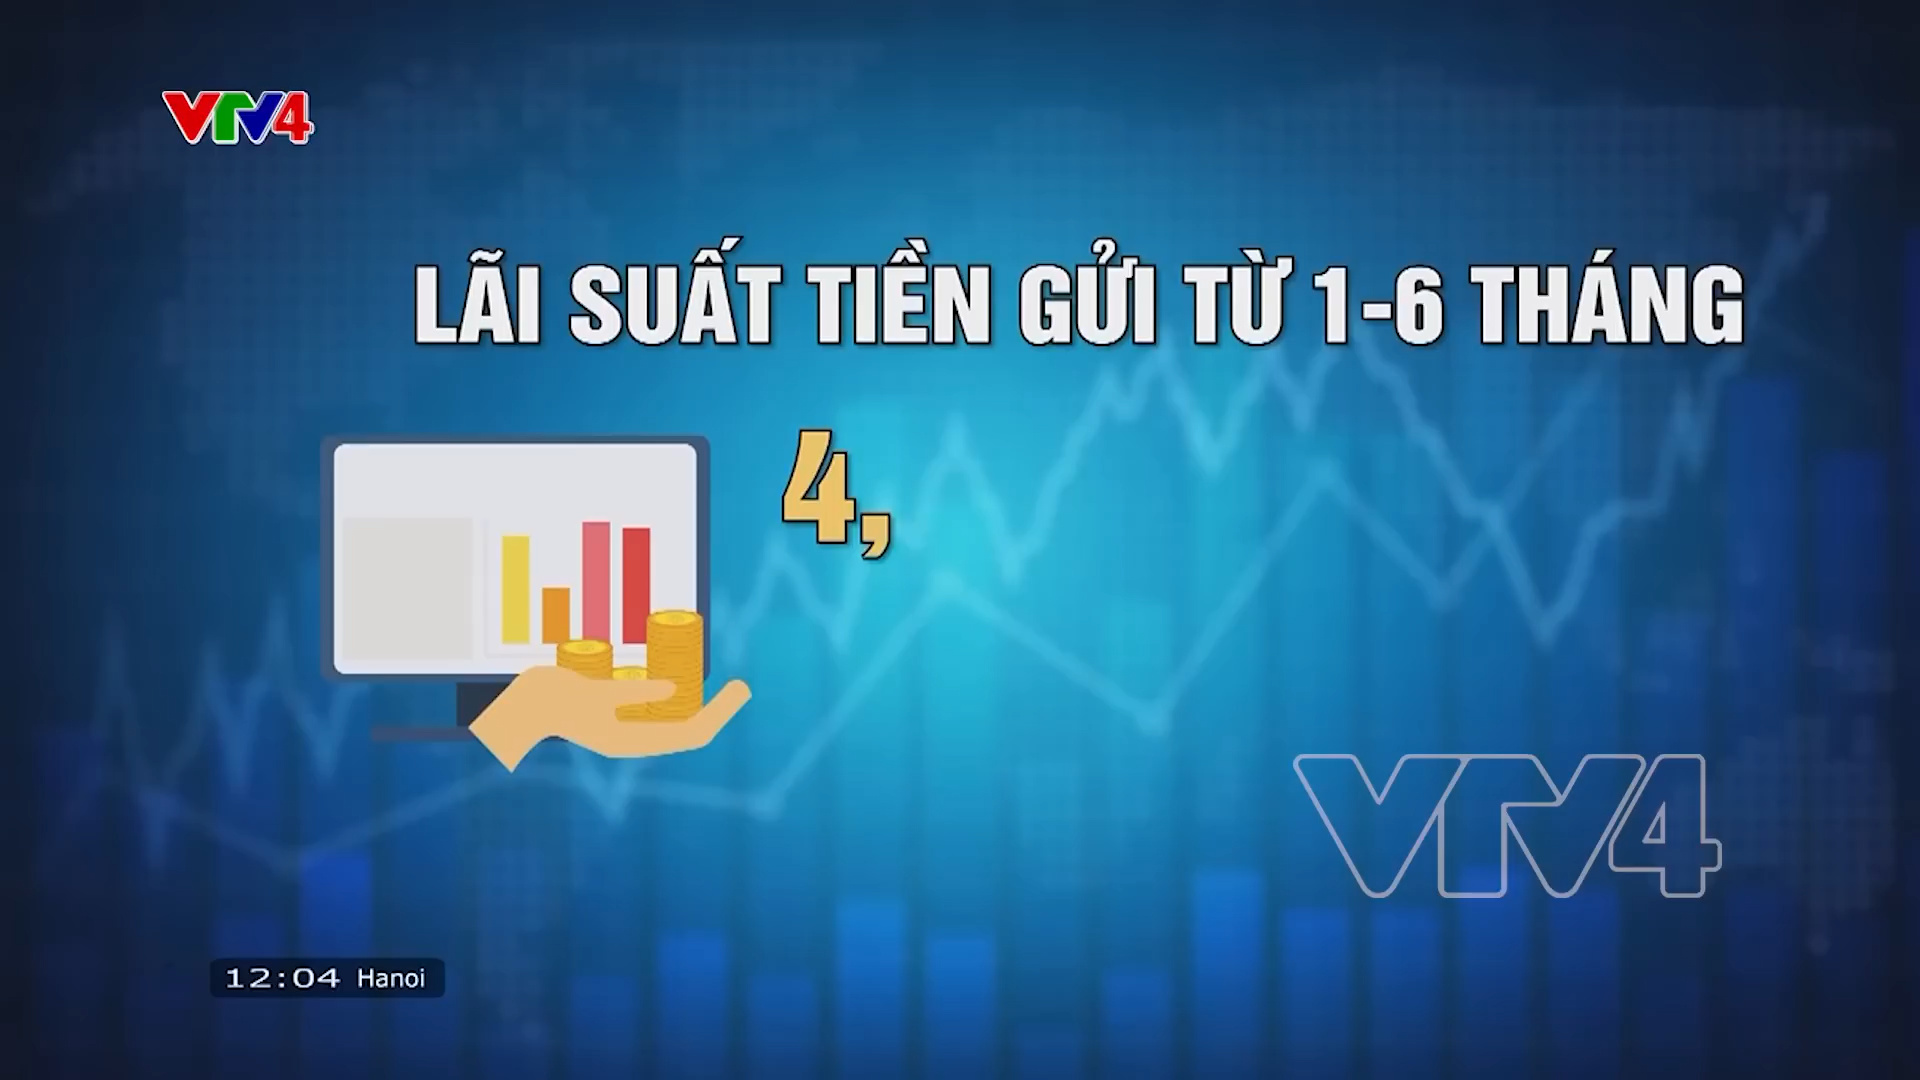 VTV4
LÃI SUẤT TIỀN GỬI TỪ 1-6 THÁNG
4,
VTV4
12:04 Hanoi